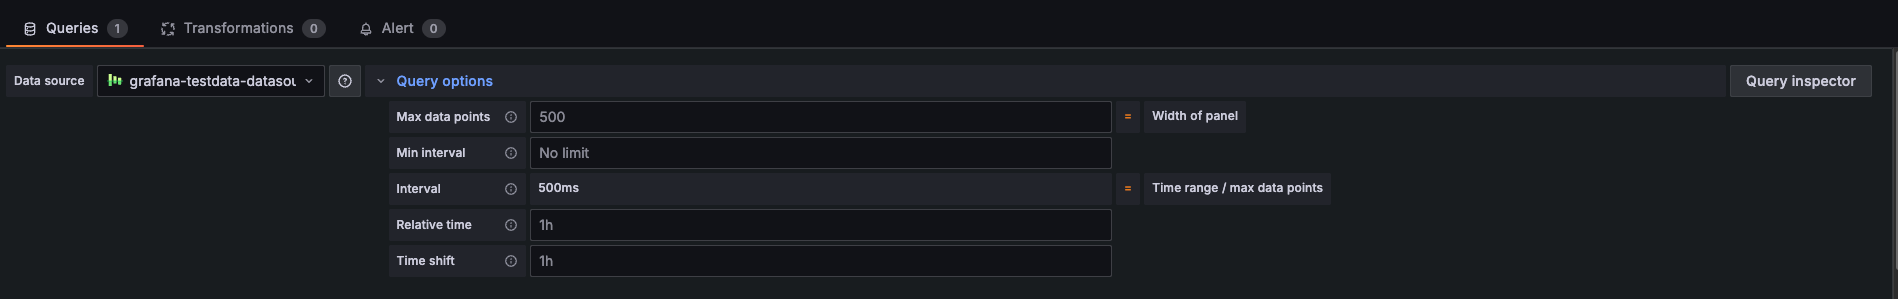 Queries 1 Transformations 0 Alert 0
Data source grafana-testdata-datasou Query options Query inspector
Max data points 500 = Width of panel
Min interval No limit
Interval 500ms = Time range / max data points
Relative time 1h
Time shift 1h